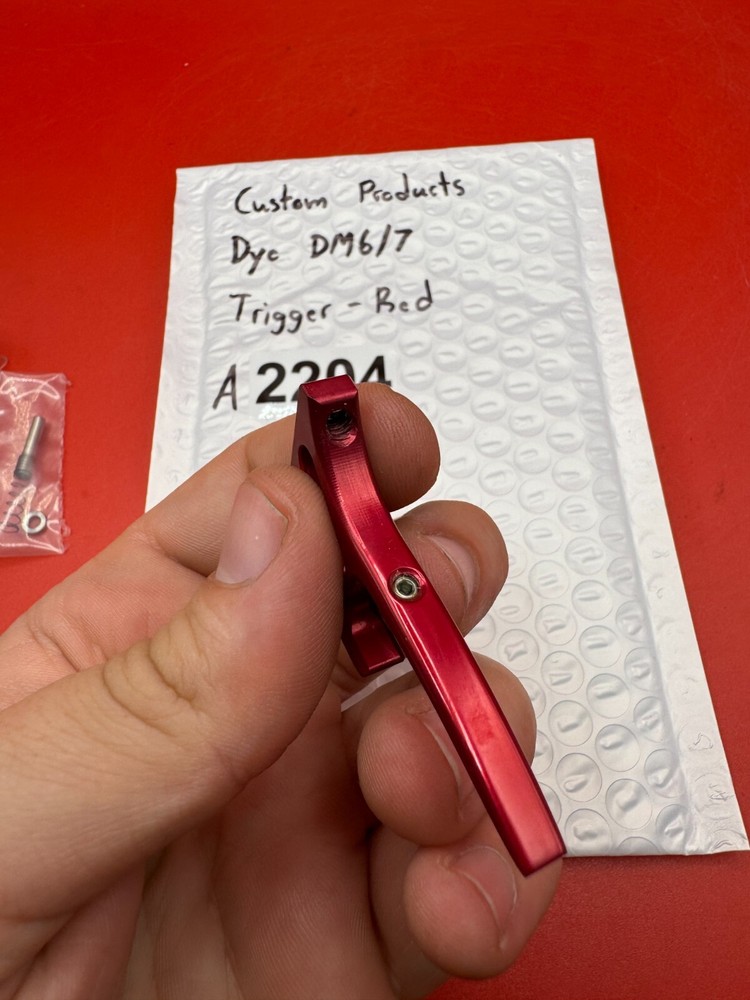 Custom Products
Dye DM6/7
Trigger - Red
A 2204